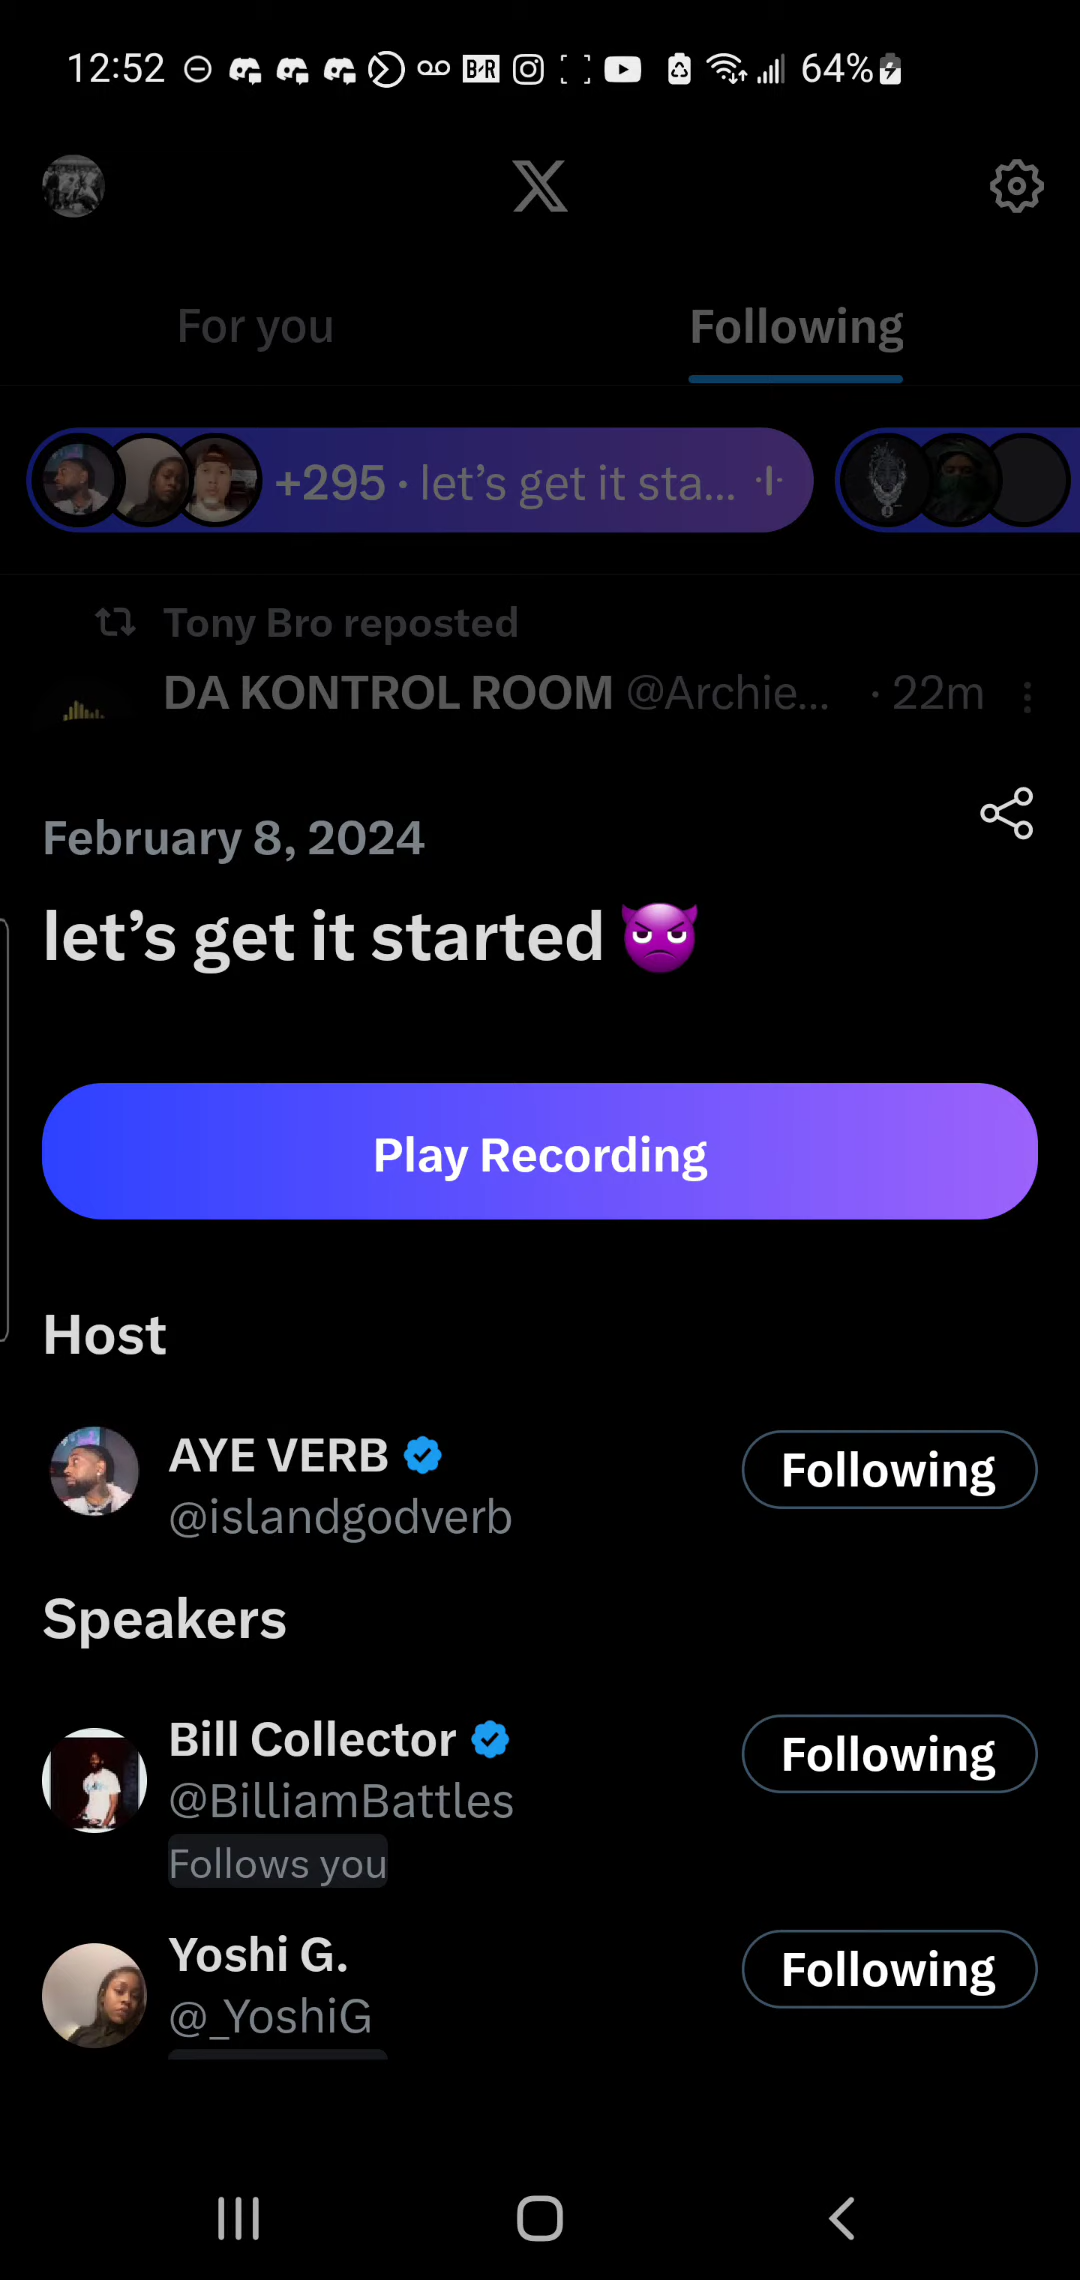 12:52 B/R 64%
X
For you Following
+295 · let's get it sta...
Tony Bro reposted
DA KONTROL ROOM @Archie... · 22m
February 8, 2024
let's get it started 👿
Play Recording
Host
AYE VERB
@islandgodverb
Following
Speakers
Bill Collector
@BilliamBattles
Follows you
Following
Yoshi G.
@_YoshiG
Following